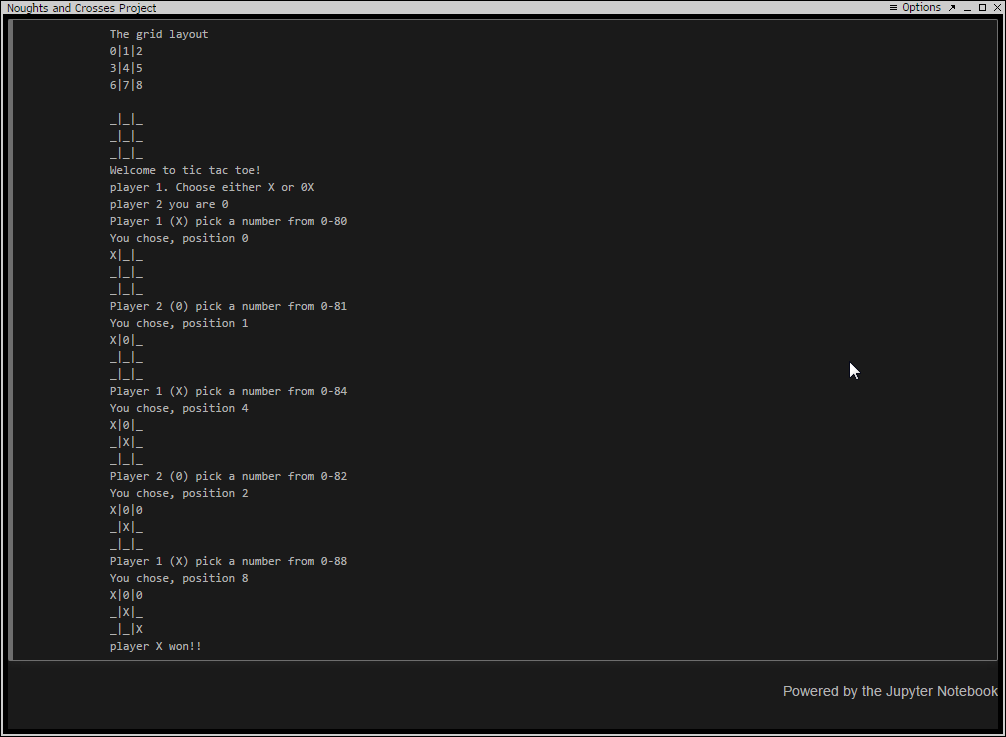 Noughts and Crosses Project
≡ Options
The grid layout
0|1|2
3|4|5
6|7|8
_|_|_
_|_|_
_|_|_
Welcome to tic tac toe!
player 1. Choose either X or 0X
player 2 you are 0
Player 1 (X) pick a number from 0-80
You chose, position 0
X|_|_
_|_|_
_|_|_
Player 2 (0) pick a number from 0-81
You chose, position 1
X|0|_
_|_|_
_|_|_
Player 1 (X) pick a number from 0-84
You chose, position 4
X|0|_
_|X|_
_|_|_
Player 2 (0) pick a number from 0-82
You chose, position 2
X|0|0
_|X|_
_|_|_
Player 1 (X) pick a number from 0-88
You chose, position 8
X|0|0
_|X|_
_|_|X
player X won!!
Powered by the Jupyter Notebook